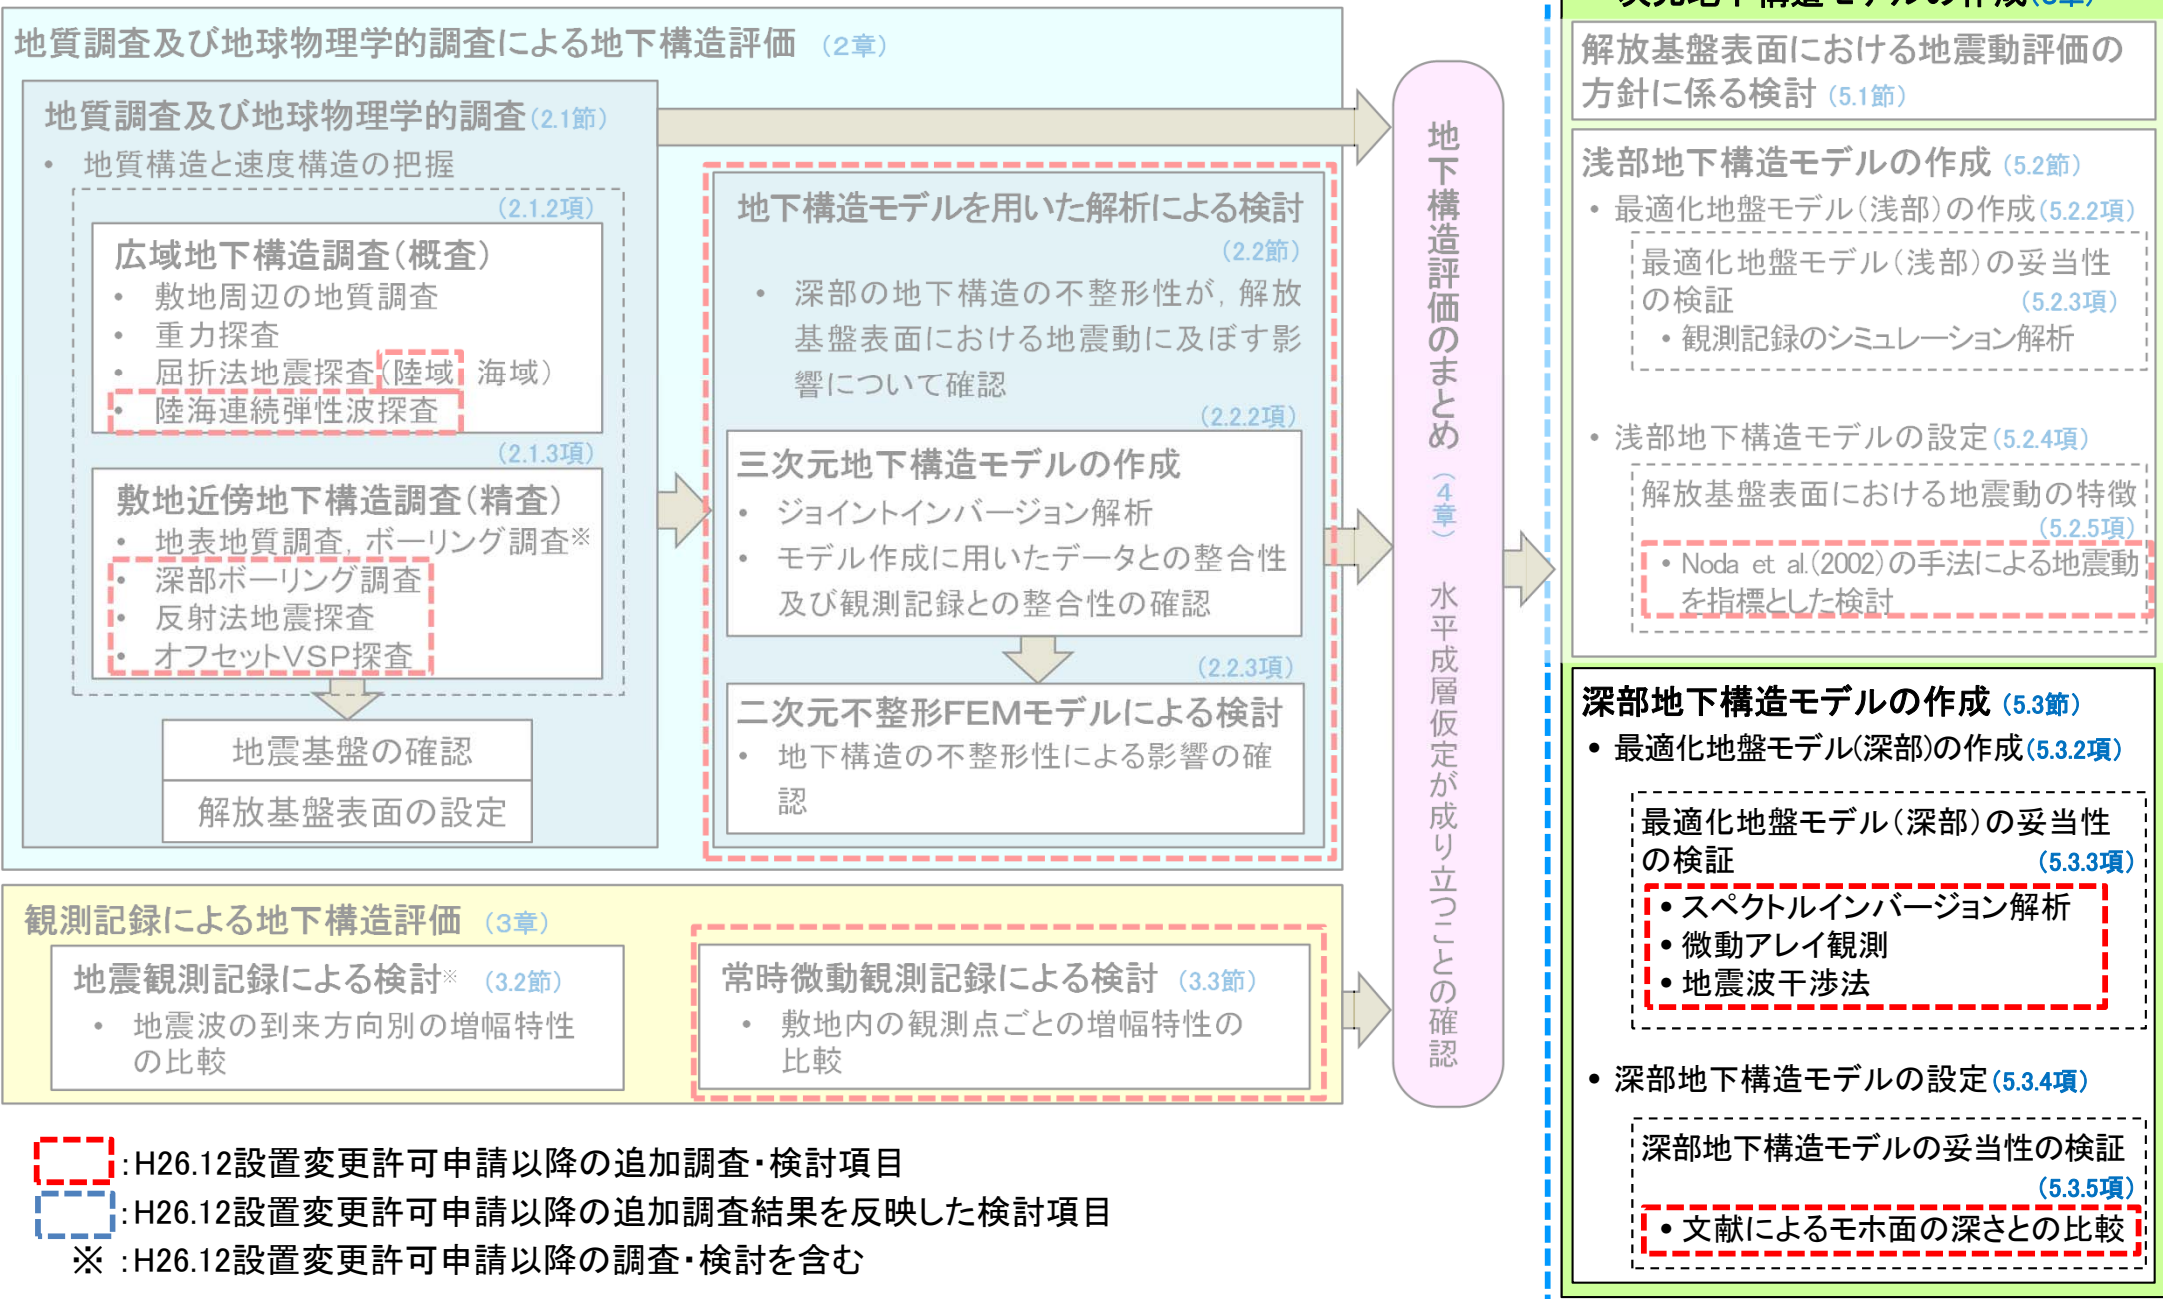 地質調査及び地球物理学的調査による地下構造評価 （2章）
地質調査及び地球物理学的調査（2.1節）
• 地質構造と速度構造の把握
（2.1.2項）
広域地下構造調査（概査）
• 敷地周辺の地質調査
• 重力探査
• 屈折法地震探査（陸域 海域）
• 陸海連続弾性波探査
（2.1.3項）
敷地近傍地下構造調査（精査）
• 地表地質調査，ボーリング調査※
• 深部ボーリング調査
• 反射法地震探査
• オフセットVSP探査
地震基盤の確認
解放基盤表面の設定
地下構造モデルを用いた解析による検討
（2.2節）
• 深部の地下構造の不整形性が，解放
基盤表面における地震動に及ぼす影
響について確認
（2.2.2項）
三次元地下構造モデルの作成
• ジョイントインバージョン解析
• モデル作成に用いたデータとの整合性
及び観測記録との整合性の確認
（2.2.3項）
二次元不整形FEMモデルによる検討
• 地下構造の不整形性による影響の確
認
観測記録による地下構造評価 （3章）
地震観測記録による検討※ （3.2節）
• 地震波の到来方向別の増幅特性
の比較
常時微動観測記録による検討 （3.3節）
• 敷地内の観測点ごとの増幅特性の
比較
地下構造評価のまとめ（4章） 水平成層仮定が成り立つことの確認
次元地下構造モデルの作成（5章）
解放基盤表面における地震動評価の
方針に係る検討（5.1節）
浅部地下構造モデルの作成（5.2節）
• 最適化地盤モデル（浅部）の作成（5.2.2項）
最適化地盤モデル（浅部）の妥当性
の検証 （5.2.3項）
• 観測記録のシミュレーション解析
• 浅部地下構造モデルの設定（5.2.4項）
解放基盤表面における地震動の特徴
（5.2.5項）
• Noda et al.(2002)の手法による地震動
を指標とした検討
深部地下構造モデルの作成（5.3節）
• 最適化地盤モデル(深部)の作成（5.3.2項）
最適化地盤モデル（深部）の妥当性
の検証 （5.3.3項）
• スペクトルインバージョン解析
• 微動アレイ観測
• 地震波干渉法
• 深部地下構造モデルの設定（5.3.4項）
深部地下構造モデルの妥当性の検証
（5.3.5項）
• 文献によるモホ面の深さとの比較
：H26.12設置変更許可申請以降の追加調査・検討項目
：H26.12設置変更許可申請以降の追加調査結果を反映した検討項目
※ ：H26.12設置変更許可申請以降の調査・検討を含む